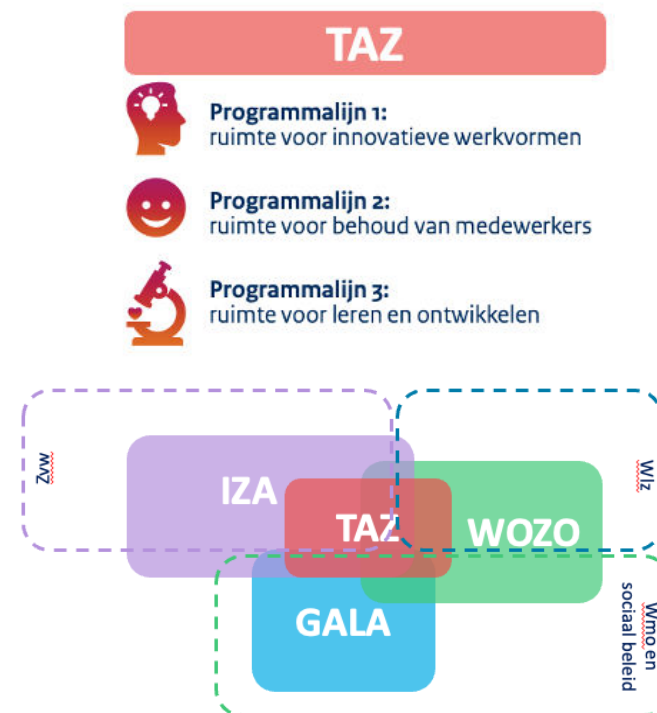 TAZ
Programmalijn 1:
ruimte voor innovatieve werkvormen
Programmalijn 2:
ruimte voor behoud van medewerkers
Programmalijn 3:
ruimte voor leren en ontwikkelen
Zvw
IZA
TAZ
WOZO
Wlz
GALA
Wmo en
sociaal beleid